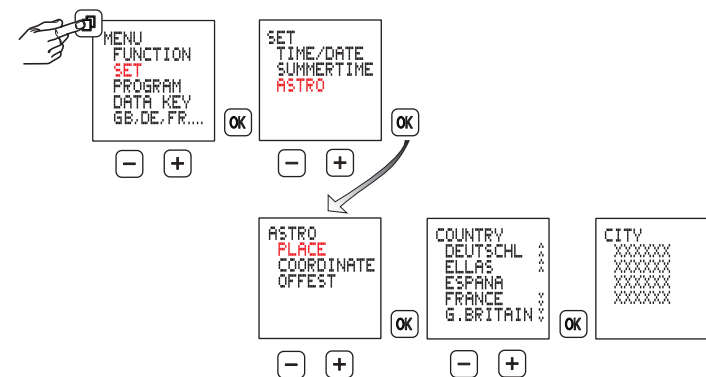 MENU
FUNCTION
SET
PROGRAM
DATA KEY
GB,DE,FR....
OK
SET
TIME/DATE
SUMMERTIME
ASTRO
OK
- +
- +
ASTRO
PLACE
COORDINATE
OFFEST
OK
COUNTRY
DEUTSCHL
ELLAS
ESPANA
FRANCE
G.BRITAIN
OK
CITY
XXXXXX
XXXXXX
XXXXXX
XXXXXX
- +
- +